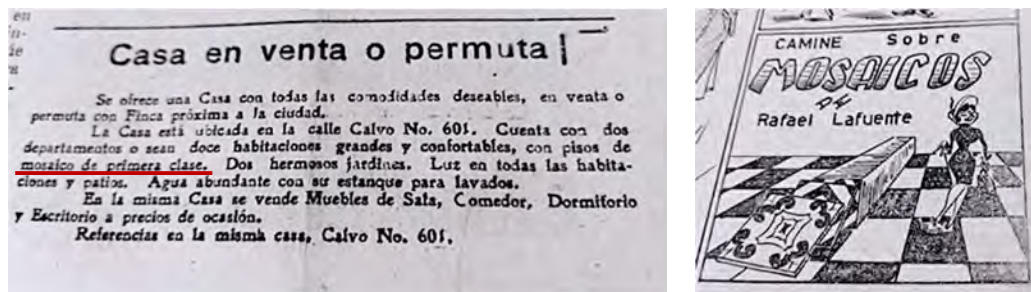 en
Casa en venta o permuta
Se ofrece una Casa con todas las comodidades deseables, en venta o
permuta con Finca próxima a la ciudad.
La Casa está ubicada en la calle Calvo No. 601. Cuenta con dos
departamentos o sean doce habitaciones grandes y confortables, con pisos de
mosaico de primera clase. Dos hermosos jardines. Luz en todas las habita-
ciones y patios. Agua abundante con su estanque para lavados.
En la misma Casa se vende Muebles de Sala, Comedor, Dormitorio
y Escritorio a precios de ocasión.
Referencias en la misma casa, Calvo No. 601.
CAMINE Sobre
MOSAICOS
DE
Rafael Lafuente